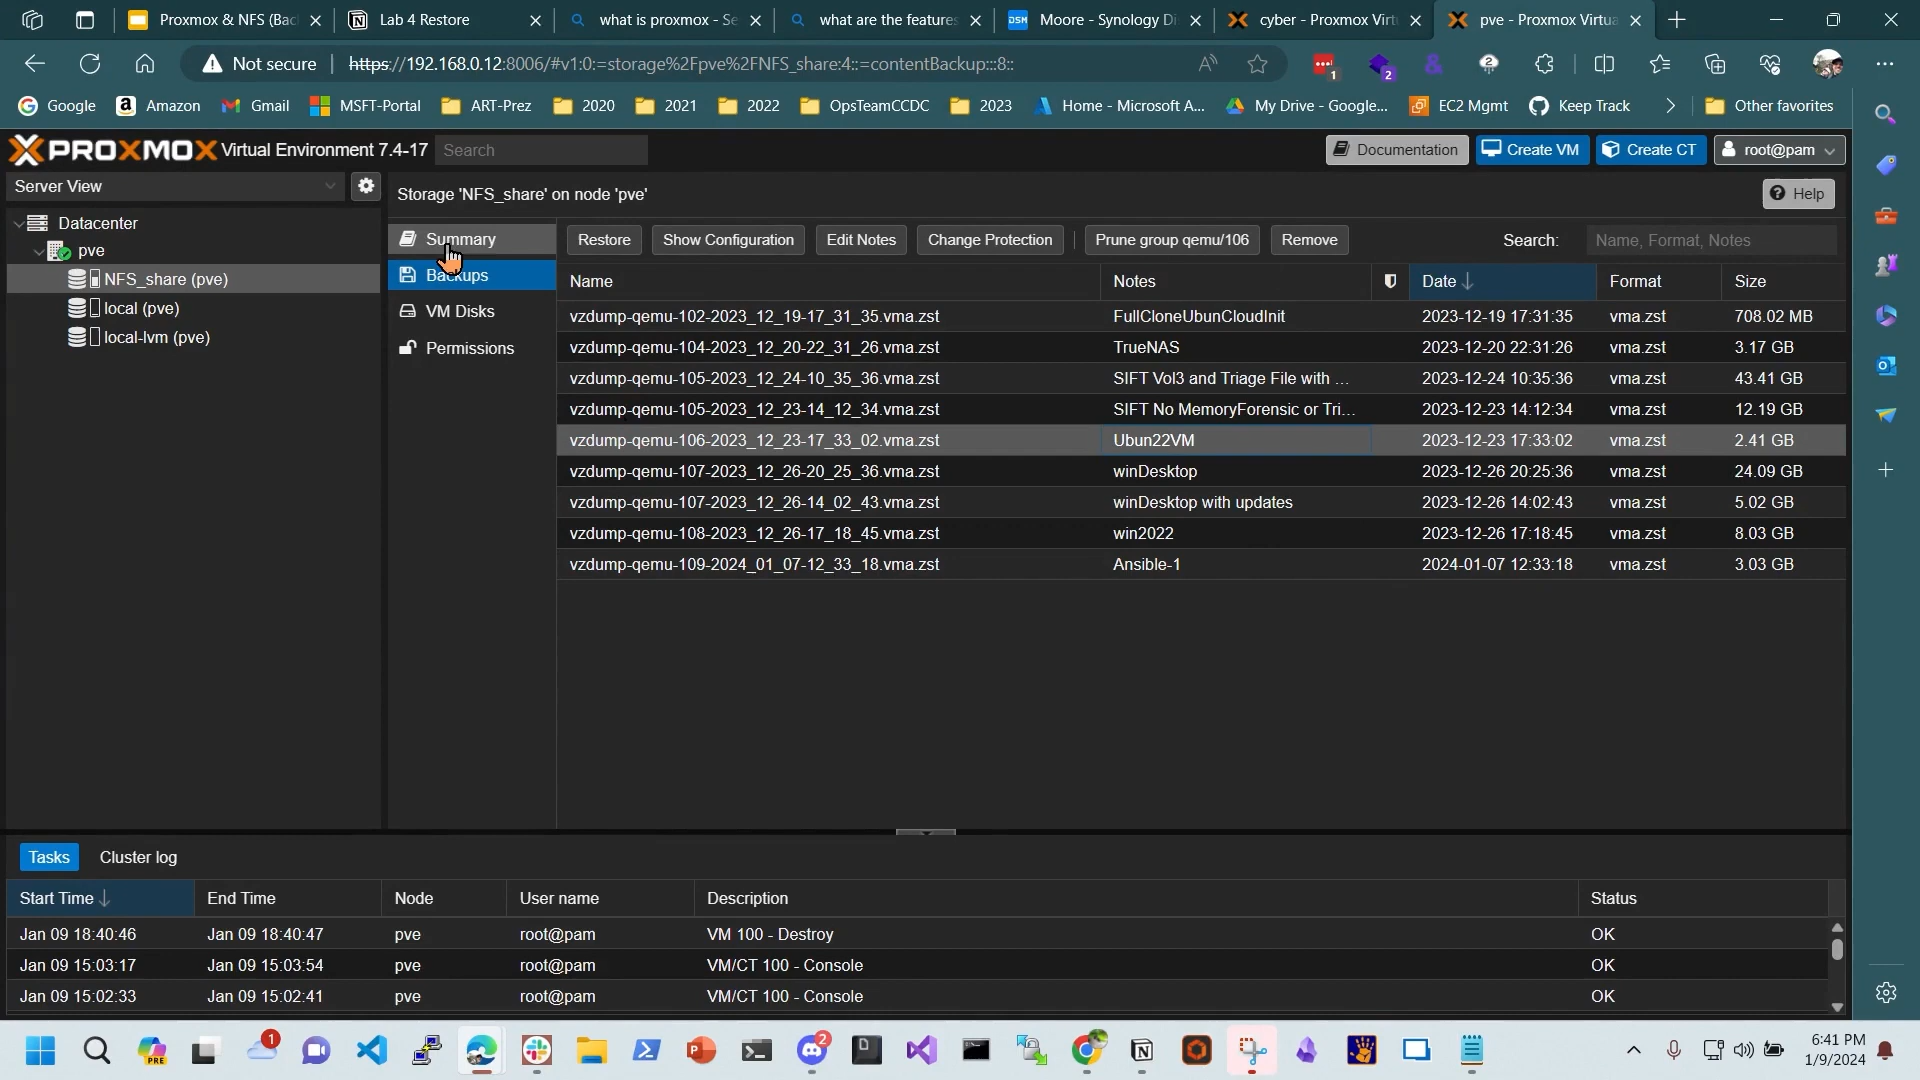 Proxmox & NFS (Bac
Lab 4 Restore
what is proxmox - Se
what are the features
DSM Moore - Synology Di
cyber - Proxmox Virtu
pve - Proxmox Virtua
Not secure https://192.168.0.12:8006/#v1:0:=storage%2Fpve%2FNFS_share:4::=contentBackup:::8::
1
2
2
Google
Amazon
Gmail
MSFT-Portal
ART-Prez
2020
2021
2022
OpsTeamCCDC
2023
Home - Microsoft A...
My Drive - Google...
EC2 Mgmt
Keep Track
Other favorites
PROXMOX Virtual Environment 7.4-17 Search
Documentation Create VM Create CT root@pam
Server View
Storage 'NFS_share' on node 'pve' Help
Datacenter
pve
NFS_share (pve)
local (pve)
local-lvm (pve)
Summary
Backups
VM Disks
Permissions
Restore Show Configuration Edit Notes Change Protection Prune group qemu/106 Remove Search: Name, Format, Notes
Name Notes Date Format Size
vzdump-qemu-102-2023_12_19-17_31_35.vma.zst FullCloneUbunCloudInit 2023-12-19 17:31:35 vma.zst 708.02 MB
vzdump-qemu-104-2023_12_20-22_31_26.vma.zst TrueNAS 2023-12-20 22:31:26 vma.zst 3.17 GB
vzdump-qemu-105-2023_12_24-10_35_36.vma.zst SIFT Vol3 and Triage File with ... 2023-12-24 10:35:36 vma.zst 43.41 GB
vzdump-qemu-105-2023_12_23-14_12_34.vma.zst SIFT No MemoryForensic or Tri... 2023-12-23 14:12:34 vma.zst 12.19 GB
vzdump-qemu-106-2023_12_23-17_33_02.vma.zst Ubun22VM 2023-12-23 17:33:02 vma.zst 2.41 GB
vzdump-qemu-107-2023_12_26-20_25_36.vma.zst winDesktop 2023-12-26 20:25:36 vma.zst 24.09 GB
vzdump-qemu-107-2023_12_26-14_02_43.vma.zst winDesktop with updates 2023-12-26 14:02:43 vma.zst 5.02 GB
vzdump-qemu-108-2023_12_26-17_18_45.vma.zst win2022 2023-12-26 17:18:45 vma.zst 8.03 GB
vzdump-qemu-109-2024_01_07-12_33_18.vma.zst Ansible-1 2024-01-07 12:33:18 vma.zst 3.03 GB
Tasks Cluster log
Start Time End Time Node User name Description Status
Jan 09 18:40:46 Jan 09 18:40:47 pve root@pam VM 100 - Destroy OK
Jan 09 15:03:17 Jan 09 15:03:54 pve root@pam VM/CT 100 - Console OK
Jan 09 15:02:33 Jan 09 15:02:41 pve root@pam VM/CT 100 - Console OK
PRE
1
2
6:41 PM
1/9/2024